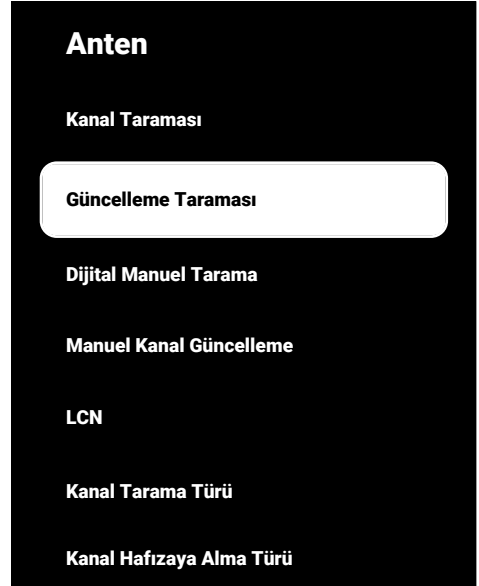 Anten
Kanal Taraması
Güncelleme Taraması
Dijital Manuel Tarama
Manuel Kanal Güncelleme
LCN
Kanal Tarama Türü
Kanal Hafızaya Alma Türü